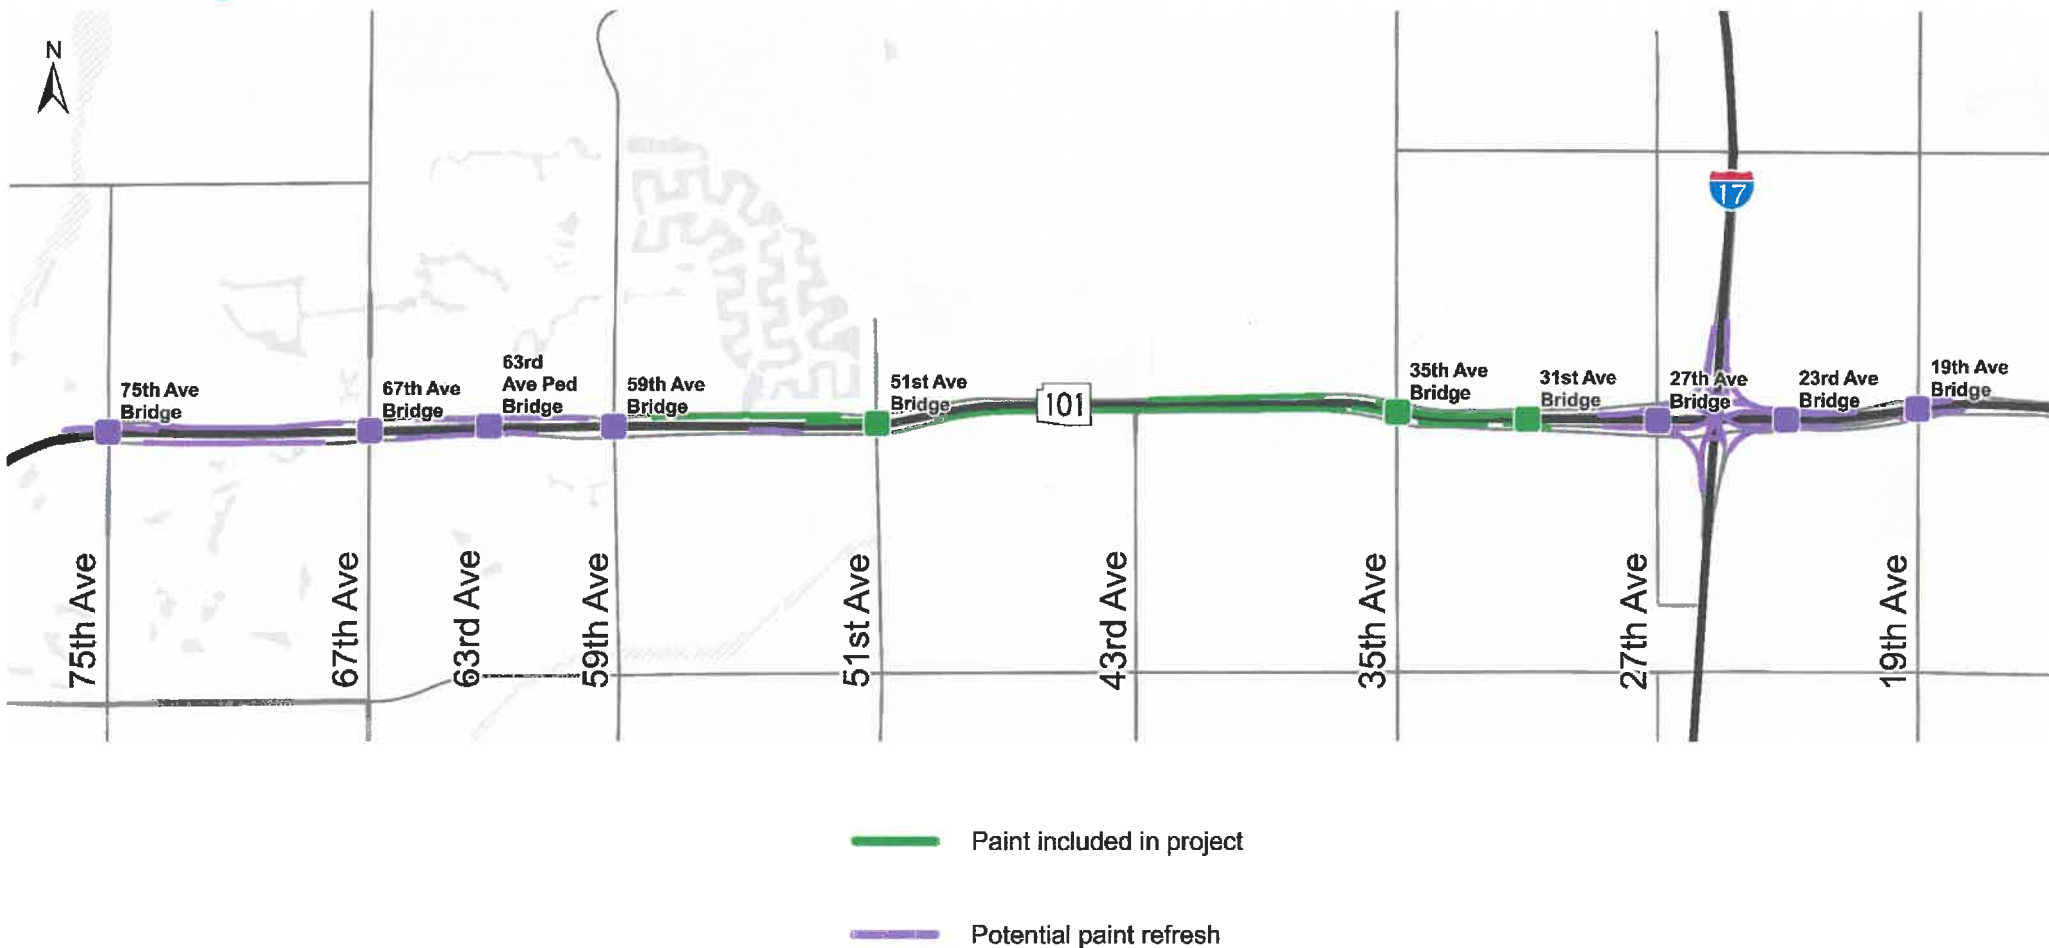 N
17
75th Ave
Bridge
67th Ave
Bridge
63rd
Ave Ped
Bridge
59th Ave
Bridge
51st Ave
Bridge
101
35th Ave
Bridge
31st Ave
Bridge
27th Ave
Bridge
23rd Ave
Bridge
19th Ave
Bridge
75th Ave
67th Ave
63rd Ave
59th Ave
51st Ave
43rd Ave
35th Ave
27th Ave
19th Ave
Paint included in project
Potential paint refresh